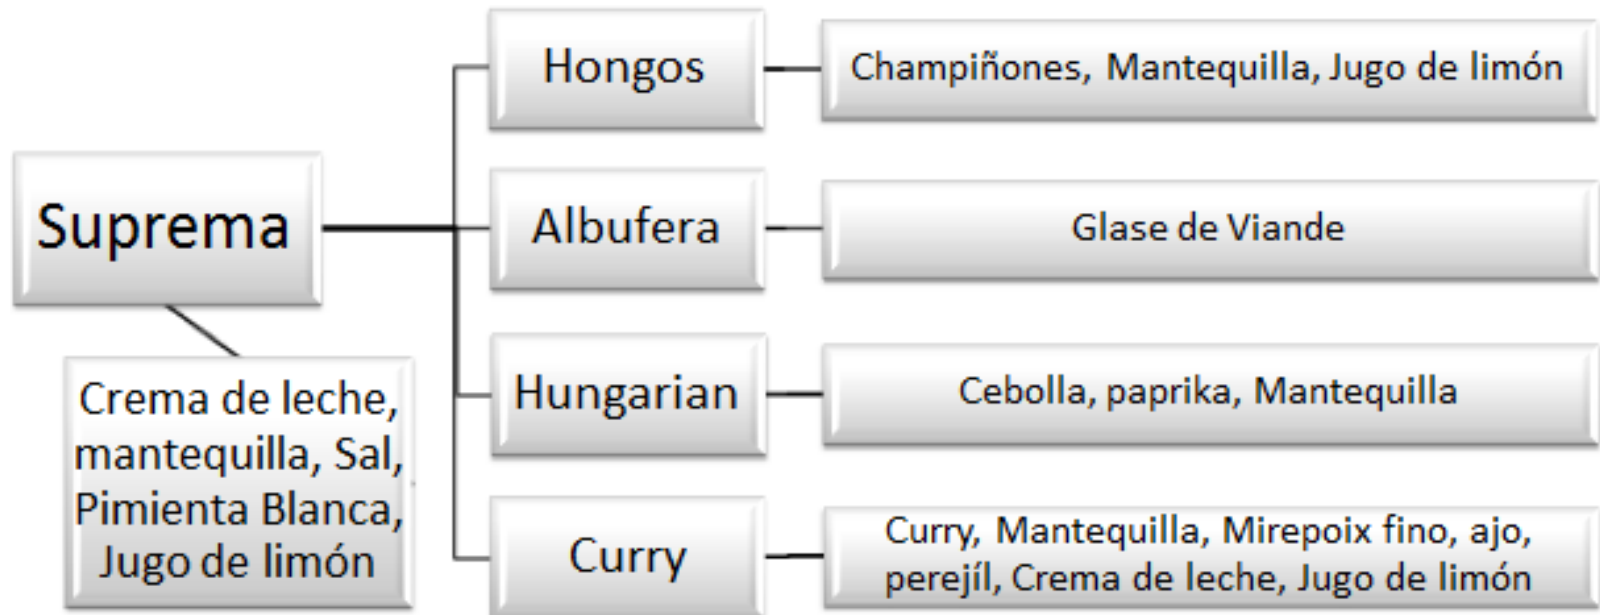 Suprema
Crema de leche,
mantequilla, Sal,
Pimienta Blanca,
Jugo de limón
Hongos
Champiñones, Mantequilla, Jugo de limón
Albufera
Glase de Viande
Hungarian
Cebolla, paprika, Mantequilla
Curry
Curry, Mantequilla, Mirepoix fino, ajo,
perejíl, Crema de leche, Jugo de limón